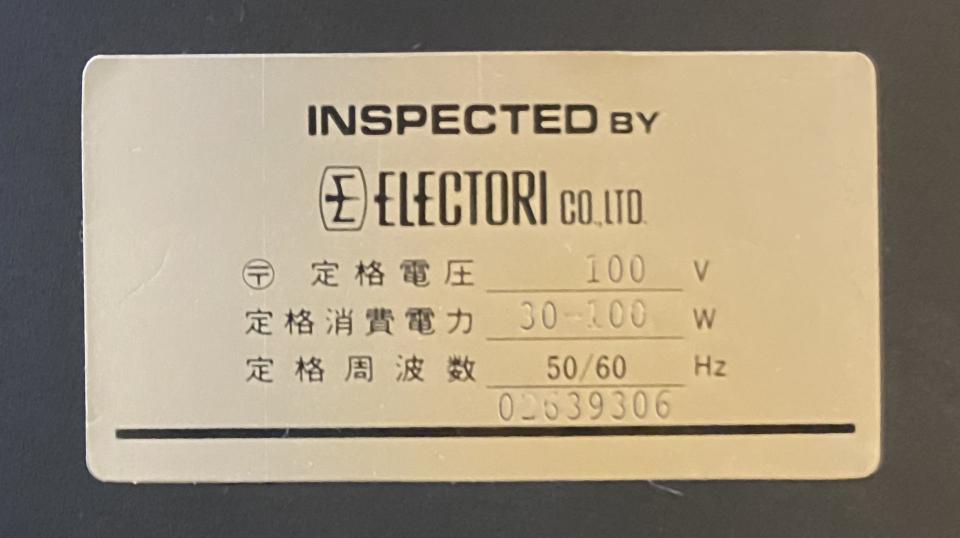 INSPECTED BY
ELECTORI CO.,LTD.
〶 定格電圧 100 V
定格消費電力 30-100 W
定格周波数 50/60 Hz
02639306